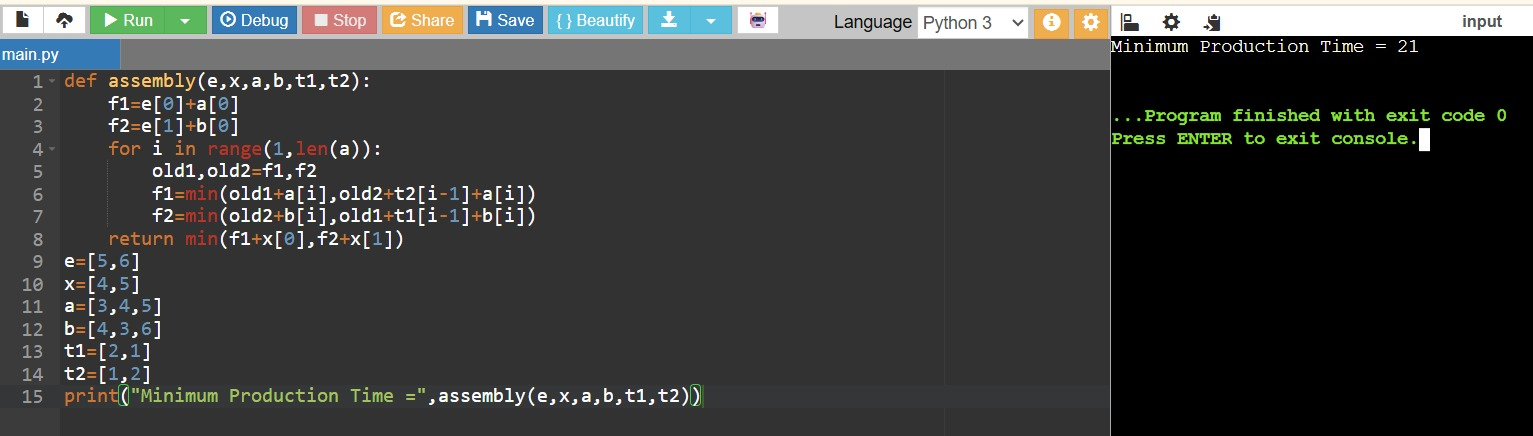 Run Debug Stop Share Save { } Beautify Language Python 3 input
main.py
1 def assembly(e,x,a,b,t1,t2):
2     f1=e[0]+a[0]
3     f2=e[1]+b[0]
4     for i in range(1,len(a)):
5         old1,old2=f1,f2
6         f1=min(old1+a[i],old2+t2[i-1]+a[i])
7         f2=min(old2+b[i],old1+t1[i-1]+b[i])
8     return min(f1+x[0],f2+x[1])
9 e=[5,6]
10 x=[4,5]
11 a=[3,4,5]
12 b=[4,3,6]
13 t1=[2,1]
14 t2=[1,2]
15 print("Minimum Production Time =",assembly(e,x,a,b,t1,t2))
Minimum Production Time = 21
...Program finished with exit code 0
Press ENTER to exit console.